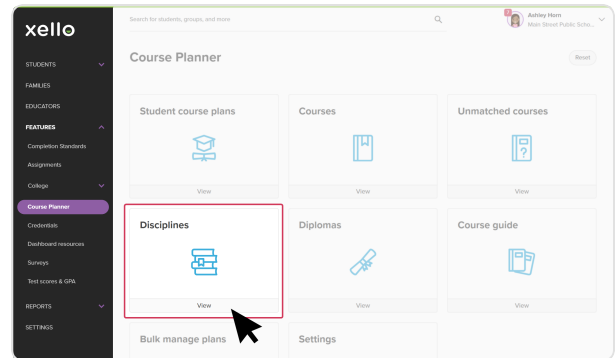 xello
Search for students, groups, and more
2
Ashley Horn
Main Street Public Scho...
STUDENTS
FAMILIES
EDUCATORS
FEATURES
Completion Standards
Assignments
College
Course Planner
Credentials
Dashboard resources
Surveys
Test scores & GPA
REPORTS
SETTINGS
Course Planner
Reset
Student course plans
View
Courses
View
Unmatched courses
?
View
Disciplines
View
Diplomas
View
Course guide
View
Bulk manage plans
Settings